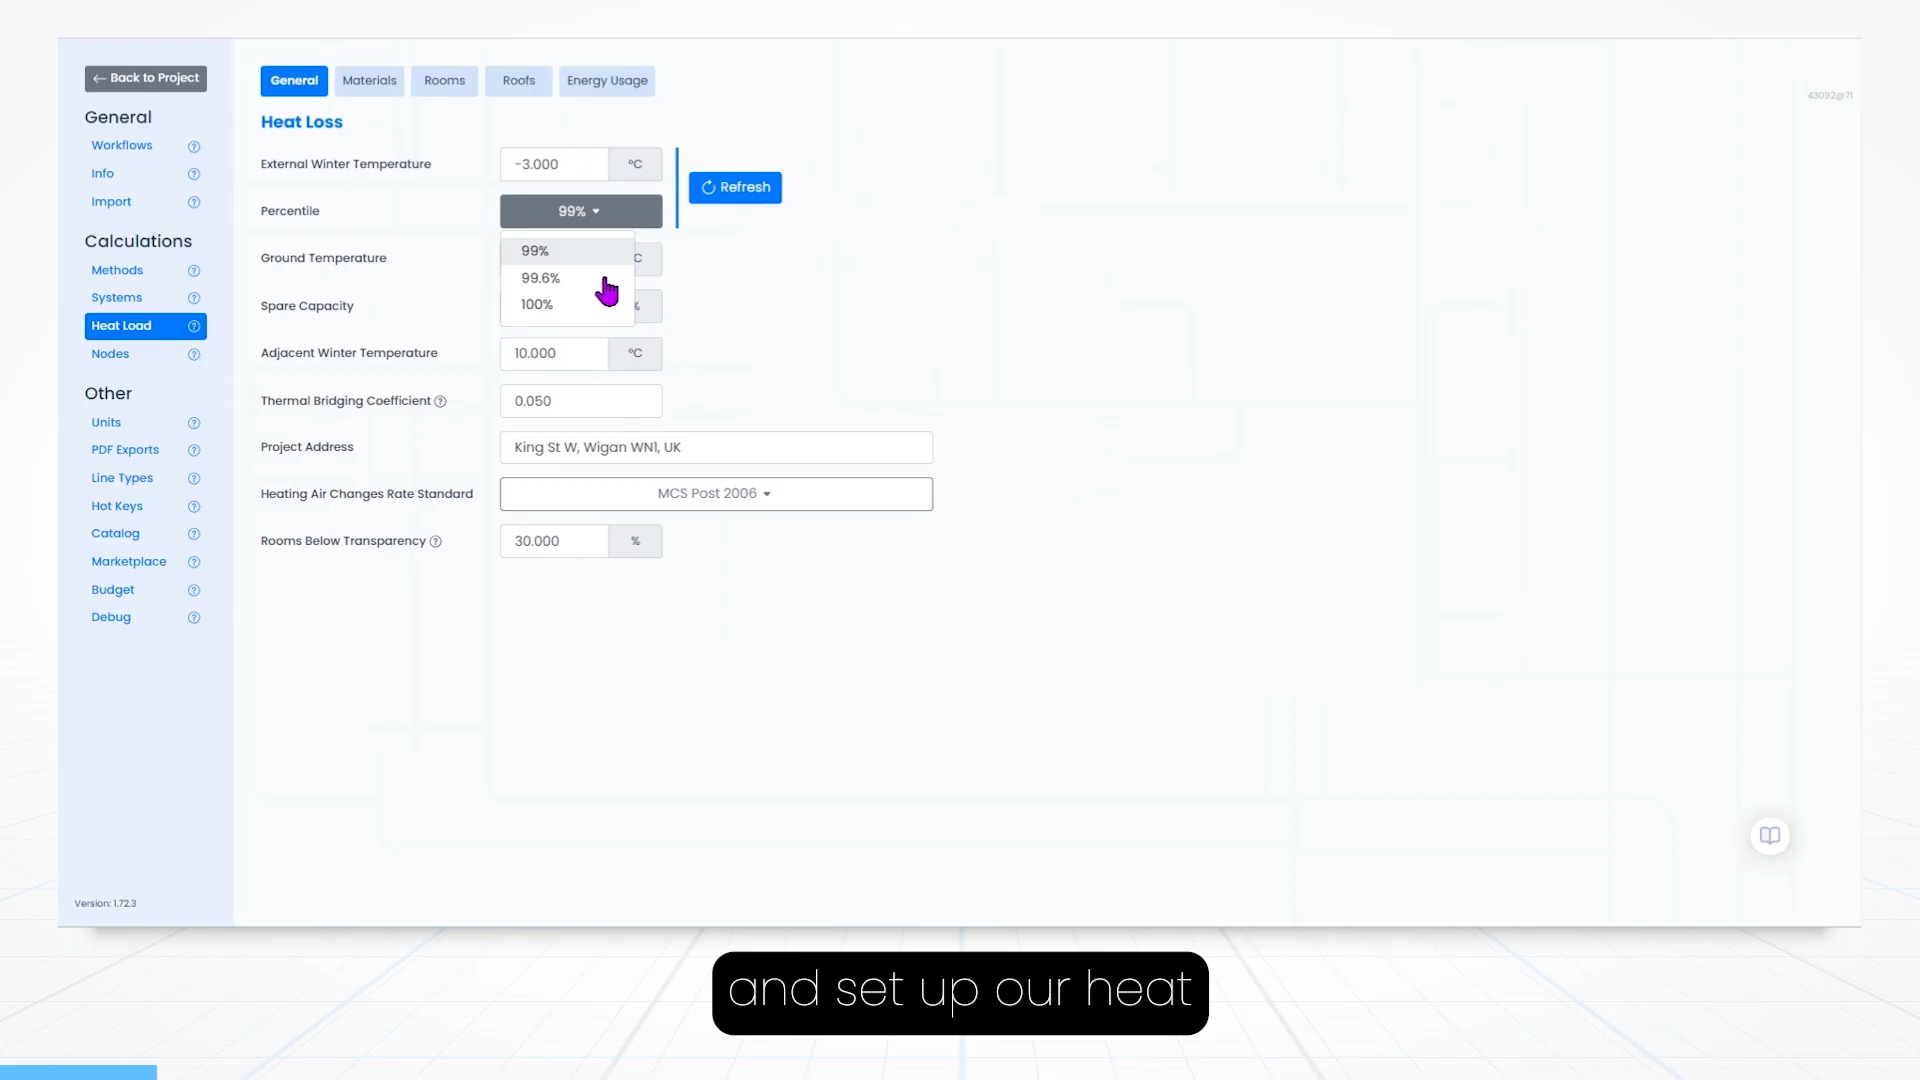 ← Back to Project
General
Workflows
Info
Import
Calculations
Methods
Systems
Heat Load
Nodes
Other
Units
PDF Exports
Line Types
Hot Keys
Catalog
Marketplace
Budget
Debug
Version: 1.72.3
General Materials Rooms Roofs Energy Usage
43092@71
Heat Loss
External Winter Temperature -3.000 °C
Refresh
Percentile 99%
99%
99.6%
100%
Ground Temperature C
Spare Capacity %
Adjacent Winter Temperature 10.000 °C
Thermal Bridging Coefficient 0.050
Project Address King St W, Wigan WN1, UK
Heating Air Changes Rate Standard MCS Post 2006
Rooms Below Transparency 30.000 %
and set up our heat